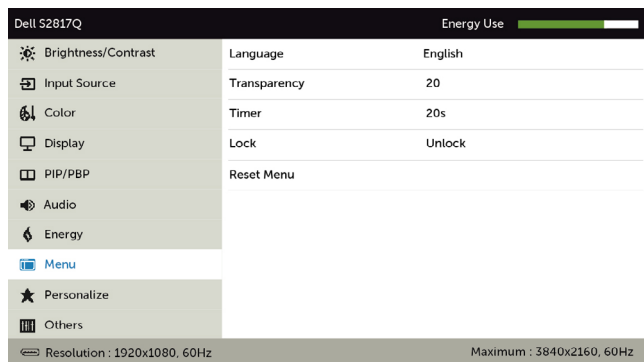 Dell S2817Q Energy Use
Brightness/Contrast Language English
Input Source Transparency 20
Color Timer 20s
Display Lock Unlock
PIP/PBP Reset Menu
Audio
Energy
Menu
Personalize
Others
Resolution : 1920x1080, 60Hz Maximum : 3840x2160, 60Hz